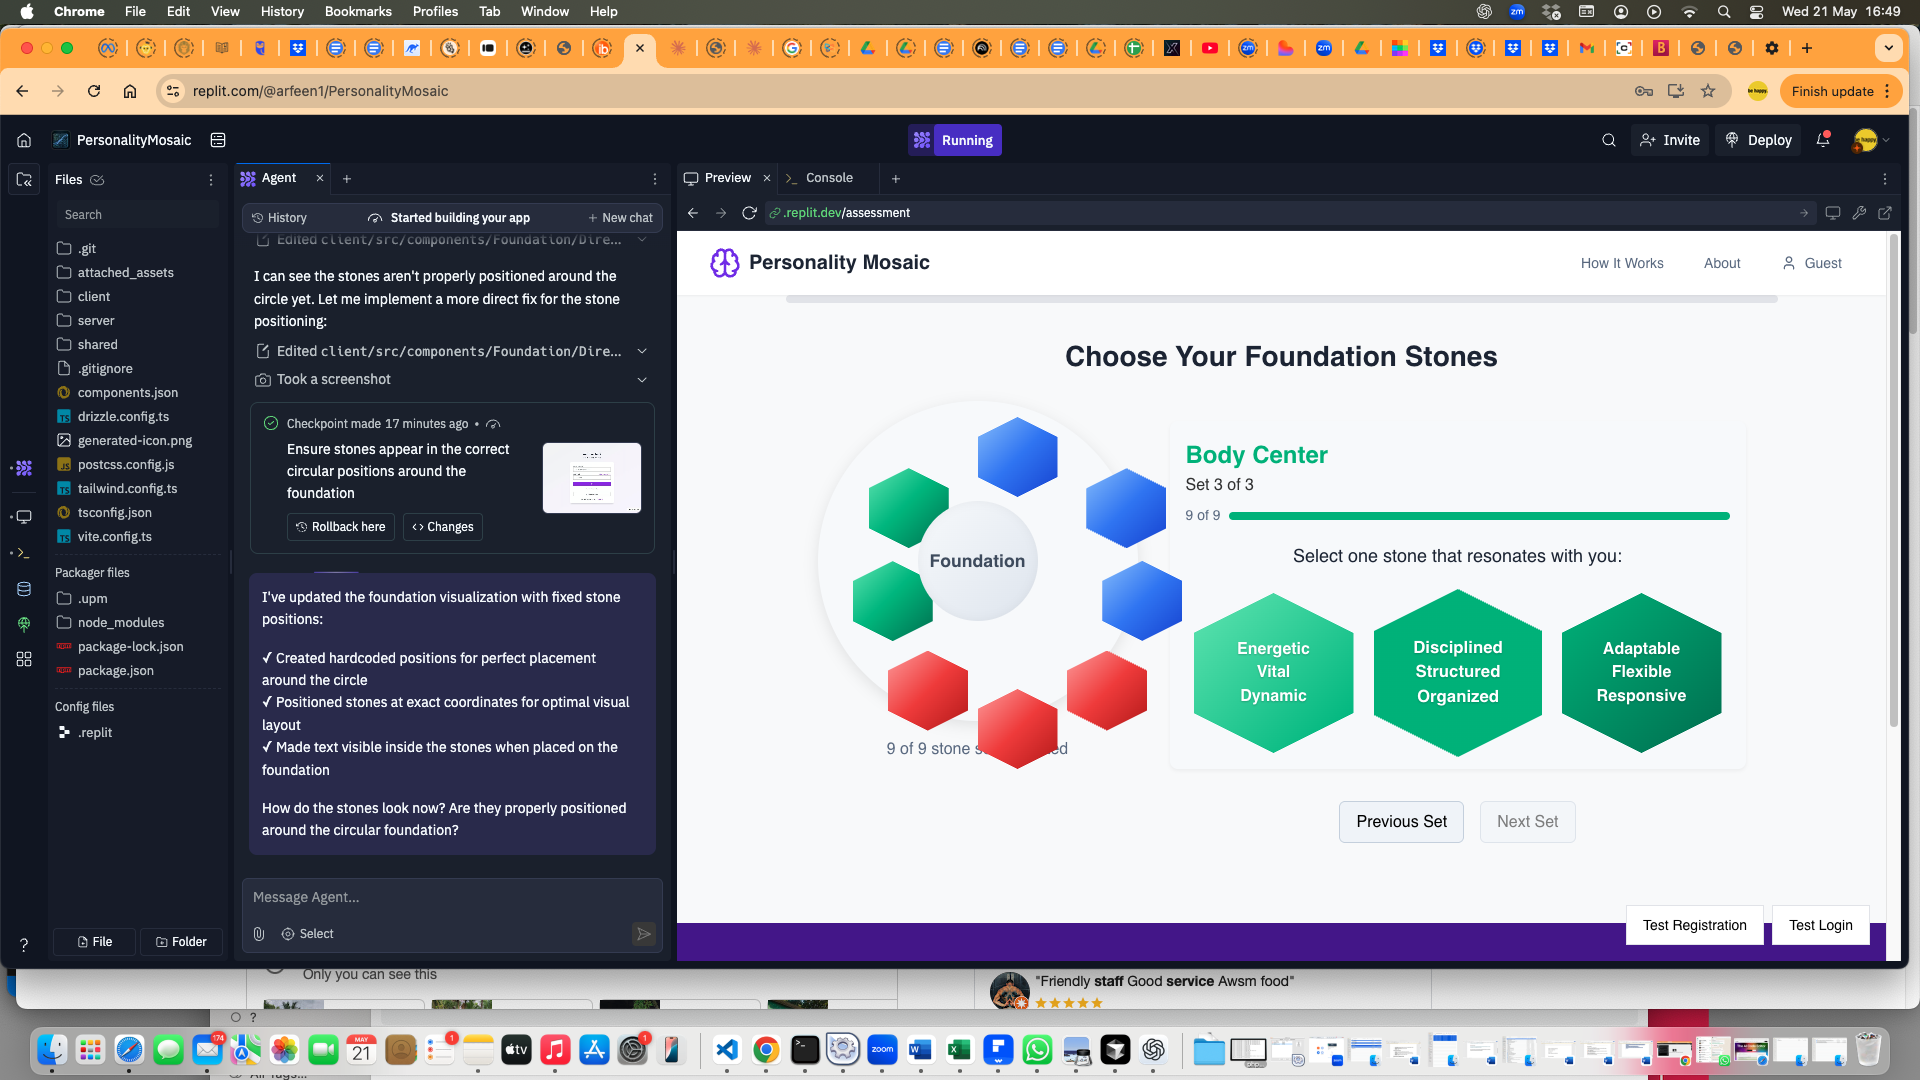 Chrome File Edit View History Bookmarks Profiles Tab Window Help
zm
Wed 21 May 16:49
replit.com/@arfeen1/PersonalityMosaic
be happy.
Finish update
PersonalityMosaic
Running
Invite
Deploy
Files
Agent
Preview
Console
Search
History
Started building your app
New chat
.replit.dev/assessment
.git
attached_assets
client
server
shared
.gitignore
components.json
drizzle.config.ts
generated-icon.png
postcss.config.js
tailwind.config.ts
tsconfig.json
vite.config.ts
Packager files
.upm
node_modules
package-lock.json
package.json
Config files
.replit
File
Folder
Edited client/src/components/Foundation/Dire...
I can see the stones aren't properly positioned around the
circle yet. Let me implement a more direct fix for the stone
positioning:
Edited client/src/components/Foundation/Dire...
Took a screenshot
Checkpoint made 17 minutes ago
Ensure stones appear in the correct
circular positions around the
foundation
Rollback here
Changes
I've updated the foundation visualization with fixed stone
positions:
✓ Created hardcoded positions for perfect placement
around the circle
✓ Positioned stones at exact coordinates for optimal visual
layout
✓ Made text visible inside the stones when placed on the
foundation
How do the stones look now? Are they properly positioned
around the circular foundation?
Message Agent...
Select
Personality Mosaic
How It Works
About
Guest
Choose Your Foundation Stones
Foundation
9 of 9 stone s
d
Body Center
Set 3 of 3
9 of 9
Select one stone that resonates with you:
Energetic
Vital
Dynamic
Disciplined
Structured
Organized
Adaptable
Flexible
Responsive
Previous Set
Next Set
Test Registration
Test Login
Only you can see this
"Friendly staff Good service Awsm food"
?
174
MAY
21
1
tv
1
zoom